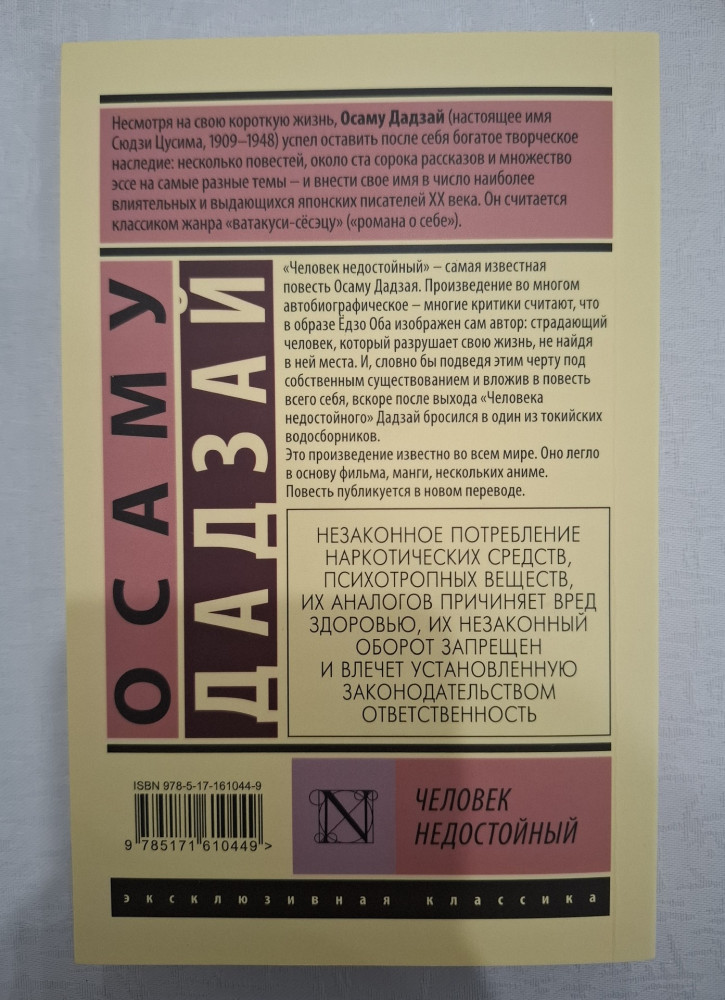 Несмотря на свою короткую жизнь, Осаму Дадзай (настоящее имя
Сюдзи Цусима, 1909–1948) успел оставить после себя богатое творческое
наследие: несколько повестей, около ста сорока рассказов и множество
эссе на самые разные темы – и внести свое имя в число наиболее
влиятельных и выдающихся японских писателей XX века. Он считается
классиком жанра «ватакуси-сёсэцу» («романа о себе»).
ОСАМУ
ДАДЗАЙ
«Человек недостойный» – самая известная
повесть Осаму Дадзая. Произведение во многом
автобиографическое – многие критики считают, что
в образе Ёдзо Оба изображен сам автор: страдающий
человек, который разрушает свою жизнь, не найдя
в ней места. И, словно бы подведя этим черту под
собственным существованием и вложив в повесть
всего себя, вскоре после выхода «Человека
недостойного» Дадзай бросился в один из токийских
водосборников.
Это произведение известно во всем мире. Оно легло
в основу фильма, манги, нескольких аниме.
Повесть публикуется в новом переводе.
НЕЗАКОННОЕ ПОТРЕБЛЕНИЕ
НАРКОТИЧЕСКИХ СРЕДСТВ,
ПСИХОТРОПНЫХ ВЕЩЕСТВ,
ИХ АНАЛОГОВ ПРИЧИНЯЕТ ВРЕД
ЗДОРОВЬЮ, ИХ НЕЗАКОННЫЙ
ОБОРОТ ЗАПРЕЩЕН
И ВЛЕЧЕТ УСТАНОВЛЕННУЮ
ЗАКОНОДАТЕЛЬСТВОМ
ОТВЕТСТВЕННОСТЬ
ISBN 978-5-17-161044-9
9 785171 610449 >
N
ЧЕЛОВЕК
НЕДОСТОЙНЫЙ
эксклюзивная классика